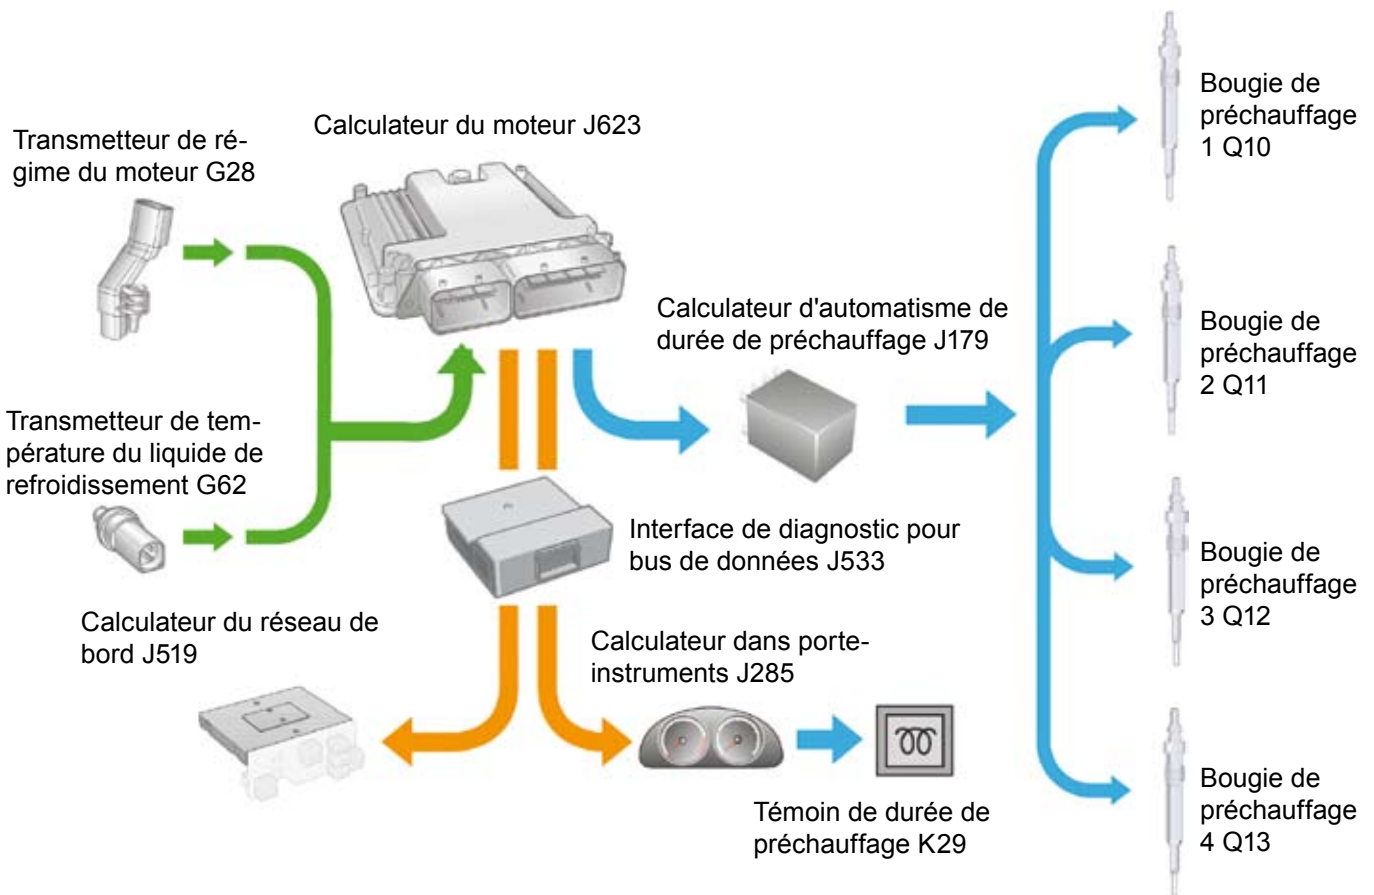 Transmetteur de ré-
gime du moteur G28
Calculateur du moteur J623
Bougie de
préchauffage
1 Q10
Calculateur d'automatisme de
durée de préchauffage J179
Bougie de
préchauffage
2 Q11
Transmetteur de tem-
pérature du liquide de
refroidissement G62
Interface de diagnostic pour
bus de données J533
Bougie de
préchauffage
3 Q12
Calculateur du réseau de
bord J519
Calculateur dans porte-
instruments J285
Témoin de durée de
préchauffage K29
Bougie de
préchauffage
4 Q13